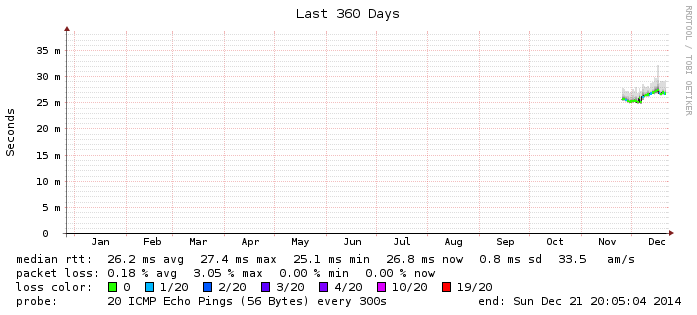 Last 360 Days
RRDTOOL / TOBI OETIKER
Seconds
35 m
30 m
25 m
20 m
15 m
10 m
5 m
0
Jan Feb Mar Apr May Jun Jul Aug Sep Oct Nov Dec
median rtt: 26.2 ms avg 27.4 ms max 25.1 ms min 26.8 ms now 0.8 ms sd 33.5 am/s
packet loss: 0.18 % avg 3.05 % max 0.00 % min 0.00 % now
loss color: 0 1/20 2/20 3/20 4/20 10/20 19/20
probe: 20 ICMP Echo Pings (56 Bytes) every 300s end: Sun Dec 21 20:05:04 2014